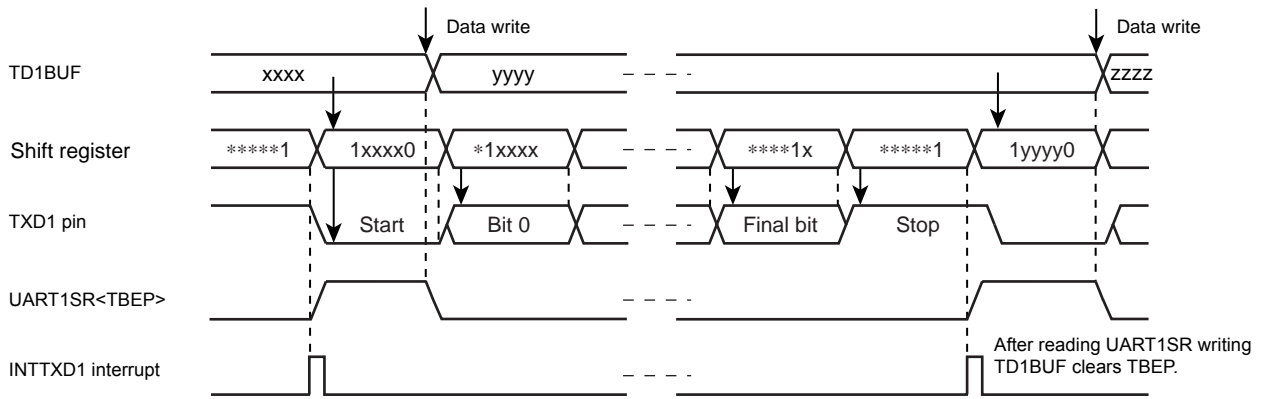 Data write
Data write
TD1BUF
xxxx
yyyy
zzzz
Shift register
*****1
1xxxx0
*1xxxx
****1x
*****1
1yyyy0
TXD1 pin
Start
Bit 0
Final bit
Stop
UART1SR<TBEP>
After reading UART1SR writing
TD1BUF clears TBEP.
INTTXD1 interrupt